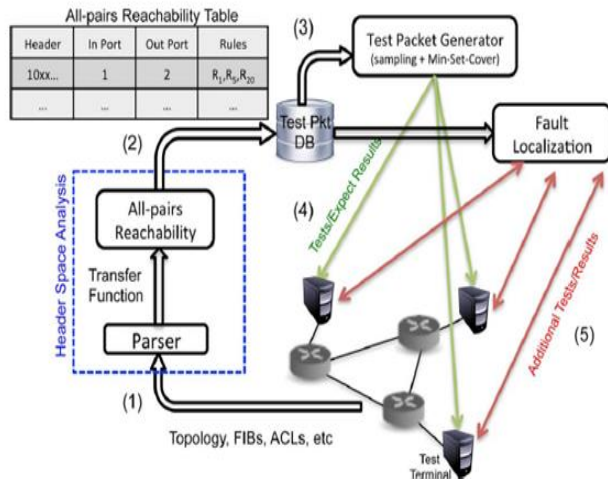 All-pairs Reachability Table
Header In Port Out Port Rules
10xx... 1 2 R1,R5,R20
... ... ... ...
(3)
Test Packet Generator
(sampling + Min-Set-Cover)
(2)
Test Pkt
DB
Fault
Localization
Header Space Analysis
All-pairs
Reachability
Transfer
Function
Parser
(1)
Topology, FIBs, ACLs, etc
(4)
Tests/Expect Results
Additional Tests/Results
(5)
Test
Terminal